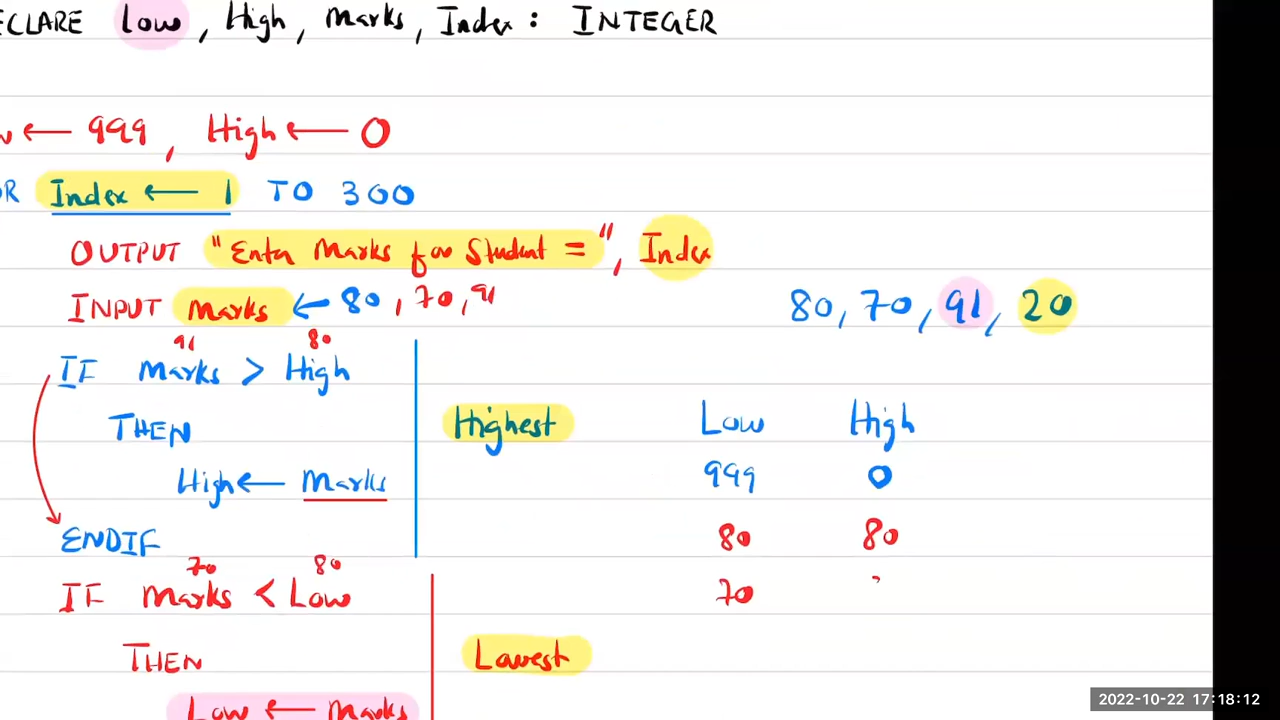 ECLARE Low, High, Marks, Index : INTEGER
w ← 999, High ← 0
OR Index ← 1 TO 300
OUTPUT "Enter Marks for Student = ", Index
INPUT Marks ← 80, 70, 91
80, 70, 91, 20
91 80
IF Marks > High
THEN
Highest
Low High
High ← Marks
999 0
ENDIF
80 80
70 80
IF Marks < Low
70
THEN
Lowest
Low ← Marks
2022-10-22 17:18:12